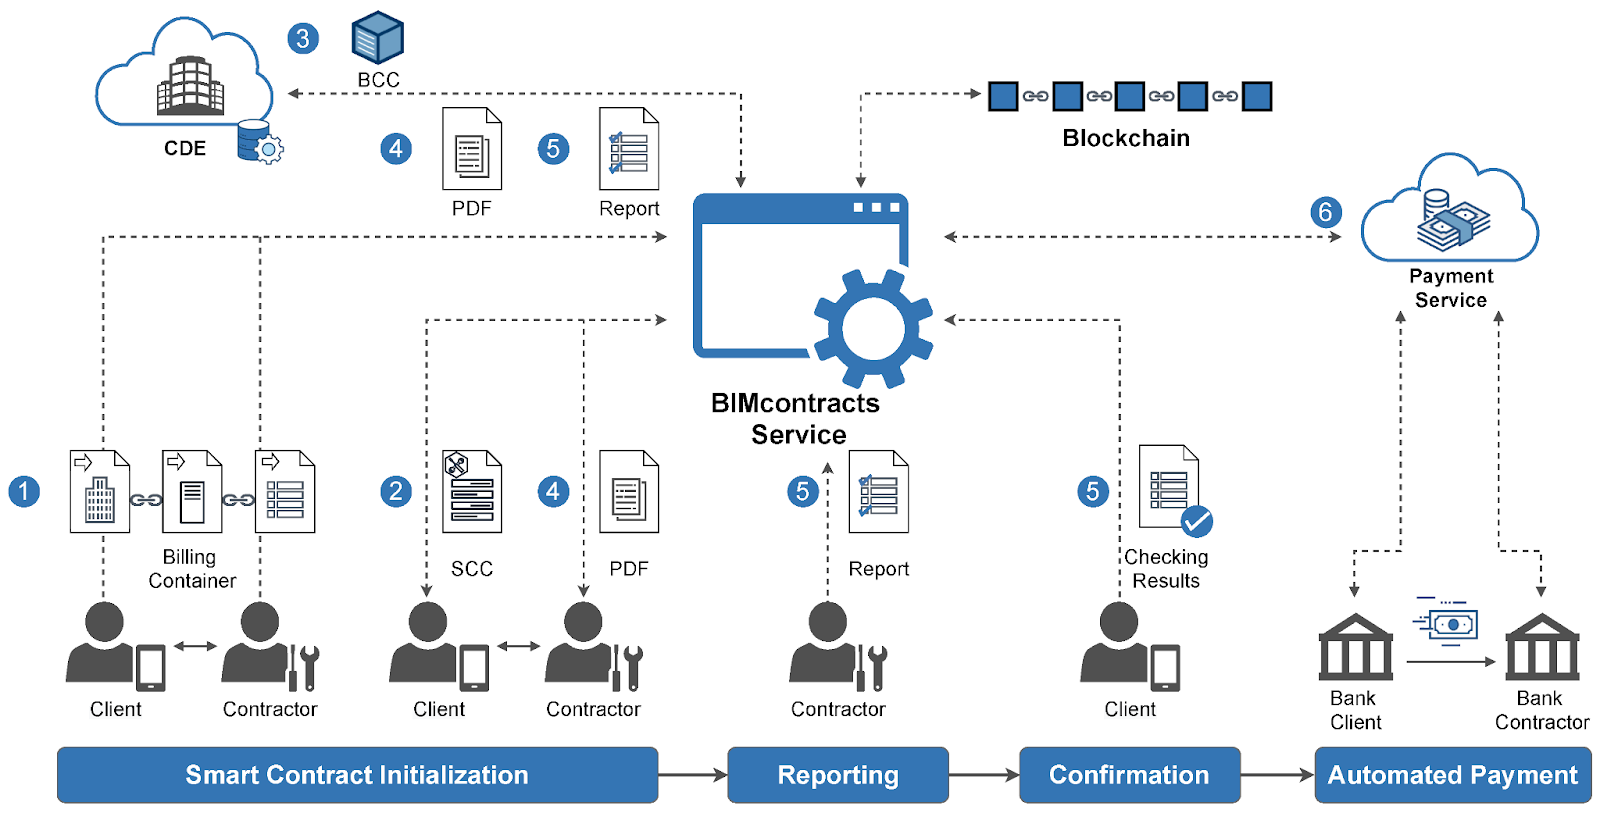 3
BCC
CDE
4
5
PDF
Report
Blockchain
6
Payment
Service
BIMcontracts
Service
1
Billing
Container
2
SCC
4
PDF
5
Report
5
Checking
Results
Client
Contractor
Client
Contractor
Contractor
Client
Bank
Client
Bank
Contractor
Smart Contract Initialization
Reporting
Confirmation
Automated Payment